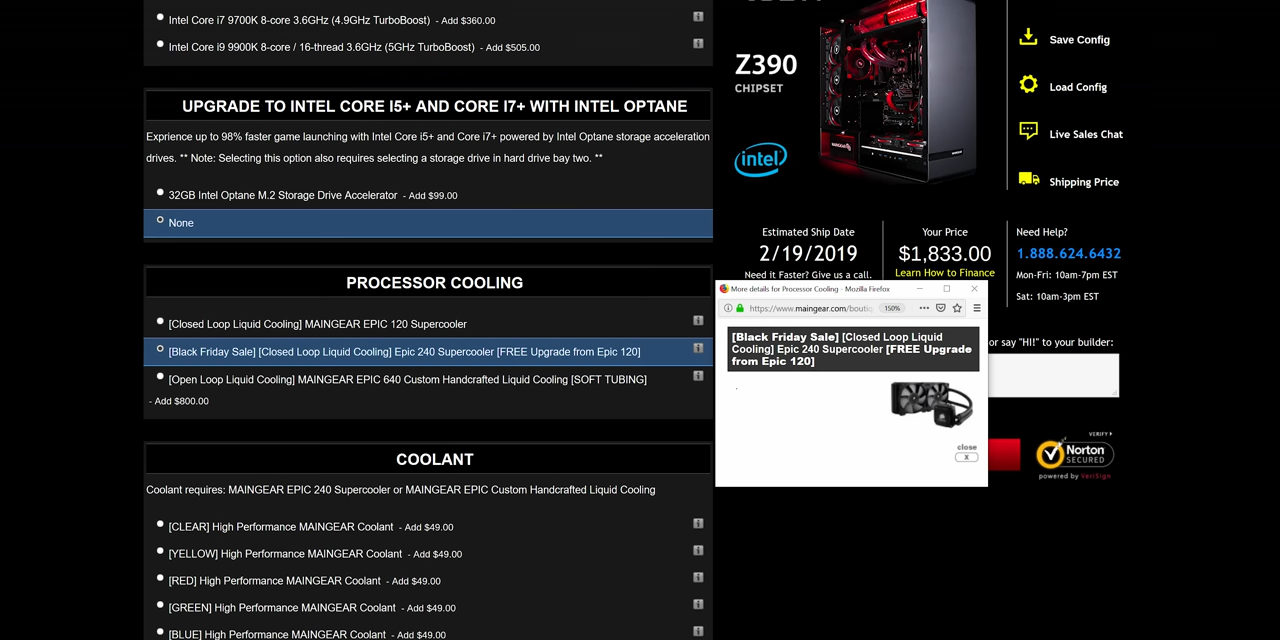 Intel Core i7 9700K 8-core 3.6GHz (4.9GHz TurboBoost) - Add $360.00
Intel Core i9 9900K 8-core / 16-thread 3.6GHz (5GHz TurboBoost) - Add $505.00
UPGRADE TO INTEL CORE I5+ AND CORE I7+ WITH INTEL OPTANE
Exprience up to 98% faster game launching with Intel Core i5+ and Core i7+ powered by Intel Optane storage acceleration
drives. ** Note: Selecting this option also requires selecting a storage drive in hard drive bay two. **
32GB Intel Optane M.2 Storage Drive Accelerator - Add $99.00
None
PROCESSOR COOLING
[Closed Loop Liquid Cooling] MAINGEAR EPIC 120 Supercooler
[Black Friday Sale] [Closed Loop Liquid Cooling] Epic 240 Supercooler [FREE Upgrade from Epic 120]
[Open Loop Liquid Cooling] MAINGEAR EPIC 640 Custom Handcrafted Liquid Cooling [SOFT TUBING]
- Add $800.00
COOLANT
Coolant requires: MAINGEAR EPIC 240 Supercooler or MAINGEAR EPIC Custom Handcrafted Liquid Cooling
[CLEAR] High Performance MAINGEAR Coolant - Add $49.00
[YELLOW] High Performance MAINGEAR Coolant - Add $49.00
[RED] High Performance MAINGEAR Coolant - Add $49.00
[GREEN] High Performance MAINGEAR Coolant - Add $49.00
[BLUE] High Performance MAINGEAR Coolant - Add $49.00
Z390
CHIPSET
intel
Save Config
Load Config
Live Sales Chat
Shipping Price
Estimated Ship Date
2/19/2019
Need it Faster? Give us a call.
Your Price
$1,833.00
Learn How to Finance
Need Help?
1.888.624.6432
Mon-Fri: 10am-7pm EST
Sat: 10am-3pm EST
More details for Processor Cooling - Mozilla Firefox
https://www.maingear.com/boutiq
150%
[Black Friday Sale] [Closed Loop Liquid
Cooling] Epic 240 Supercooler [FREE Upgrade
from Epic 120]
close
X
or say "HI!" to your builder:
VERIFY
Norton
SECURED
powered by VeriSign